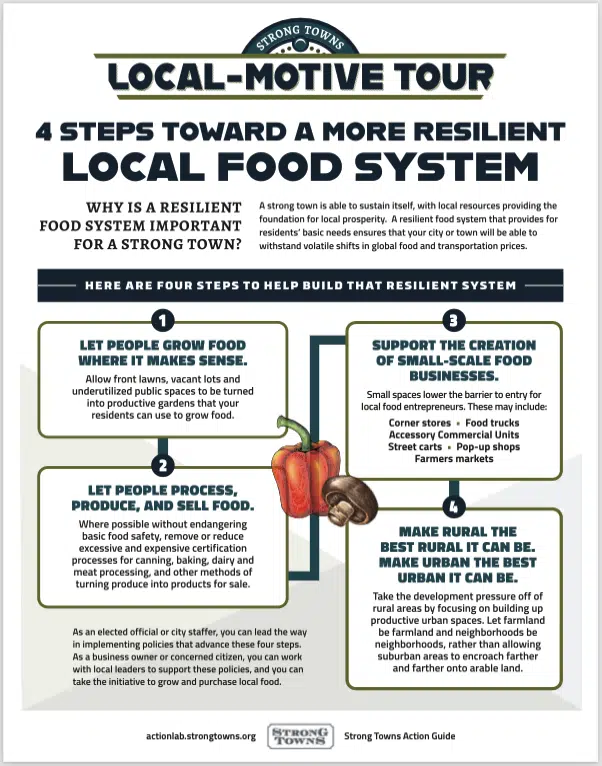 STRONG TOWNS
LOCAL-MOTIVE TOUR
4 STEPS TOWARD A MORE RESILIENT
LOCAL FOOD SYSTEM
WHY IS A RESILIENT
FOOD SYSTEM IMPORTANT
FOR A STRONG TOWN?
A strong town is able to sustain itself, with local resources providing the
foundation for local prosperity. A resilient food system that provides for
residents' basic needs ensures that your city or town will be able to
withstand volatile shifts in global food and transportation prices.
HERE ARE FOUR STEPS TO HELP BUILD THAT RESILIENT SYSTEM
1
LET PEOPLE GROW FOOD
WHERE IT MAKES SENSE.
Allow front lawns, vacant lots and
underutilized public spaces to be turned
into productive gardens that your
residents can use to grow food.
2
LET PEOPLE PROCESS,
PRODUCE, AND SELL FOOD.
Where possible without endangering
basic food safety, remove or reduce
excessive and expensive certification
processes for canning, baking, dairy and
meat processing, and other methods of
turning produce into products for sale.
3
SUPPORT THE CREATION
OF SMALL-SCALE FOOD
BUSINESSES.
Small spaces lower the barrier to entry for
local food entrepreneurs. These may include:
Corner stores • Food trucks
Accessory Commercial Units
Street carts • Pop-up shops
Farmers markets
4
MAKE RURAL THE
BEST RURAL IT CAN BE.
MAKE URBAN THE BEST
URBAN IT CAN BE.
Take the development pressure off of
rural areas by focusing on building up
productive urban spaces. Let farmland
be farmland and neighborhoods be
neighborhoods, rather than allowing
suburban areas to encroach farther
and farther onto arable land.
As an elected official or city staffer, you can lead the way
in implementing policies that advance these four steps.
As a business owner or concerned citizen, you can work
with local leaders to support these policies, and you can
take the initiative to grow and purchase local food.
actionlab.strongtowns.org
STRONG
TOWNS
Strong Towns Action Guide